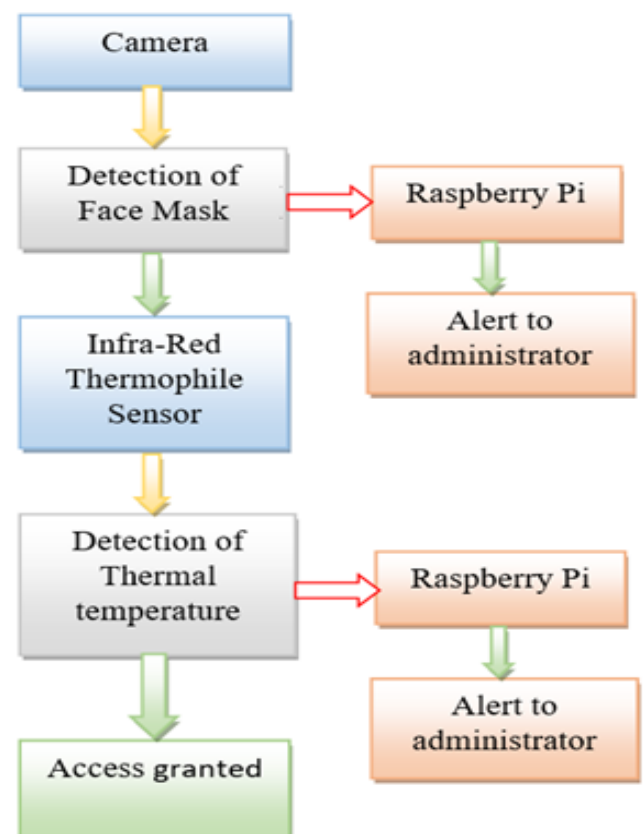 Camera
Detection of
Face Mask
Raspberry Pi
Alert to
administrator
Infra-Red
Thermophile
Sensor
Detection of
Thermal
temperature
Raspberry Pi
Alert to
administrator
Access granted